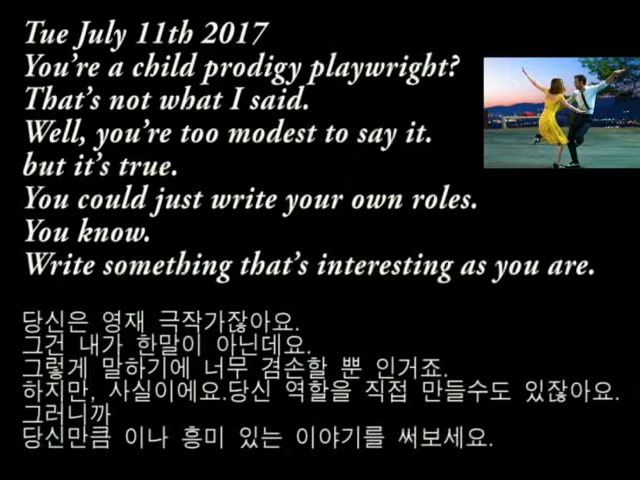 Tue July 11th 2017
You're a child prodigy playwright?
That's not what I said.
Well, you're too modest to say it.
but it's true.
You could just write your own roles.
You know.
Write something that's interesting as you are.
당신은 영재 극작가잖아요.
그건 내가 한말이 아닌데요.
그렇게 말하기에 너무 겸손할 뿐 인거죠.
하지만, 사실이에요.당신 역할을 직접 만들수도 있잖아요.
그러니까
당신만큼 이나 흥미 있는 이야기를 써보세요.